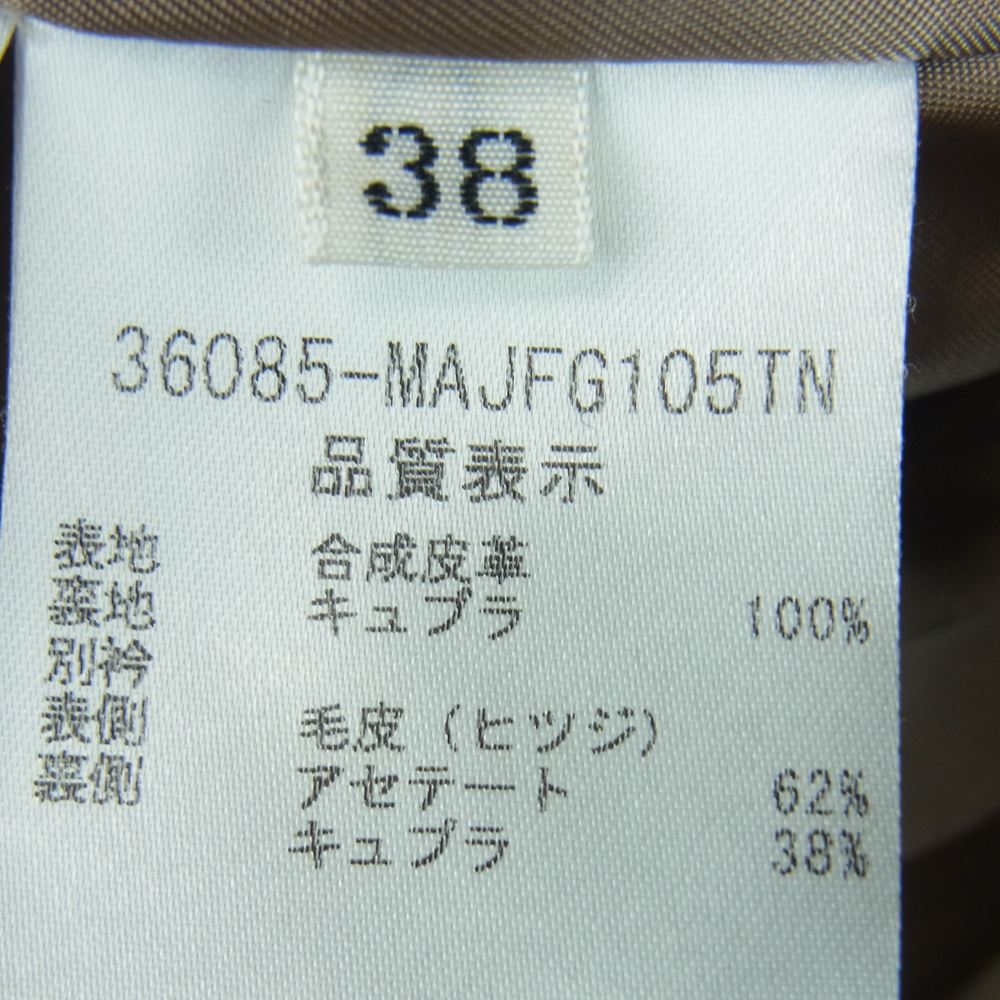 38
36085-MAJFG105TN
品質表示
表地 合成皮革
裏地 キュプラ 100%
別衿
表側 毛皮(ヒツジ)
裏側 アセテート 62%
キュプラ 38%